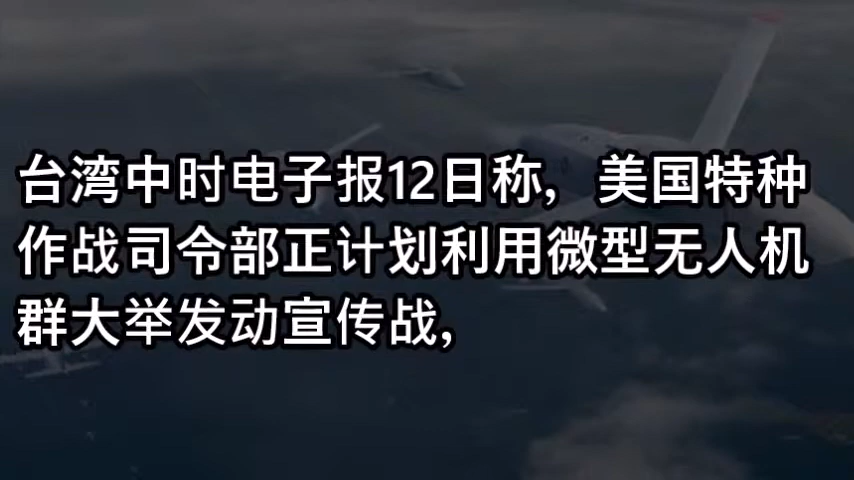 台湾中时电子报12日称，美国特种
作战司令部正计划利用微型无人机
群大举发动宣传战，